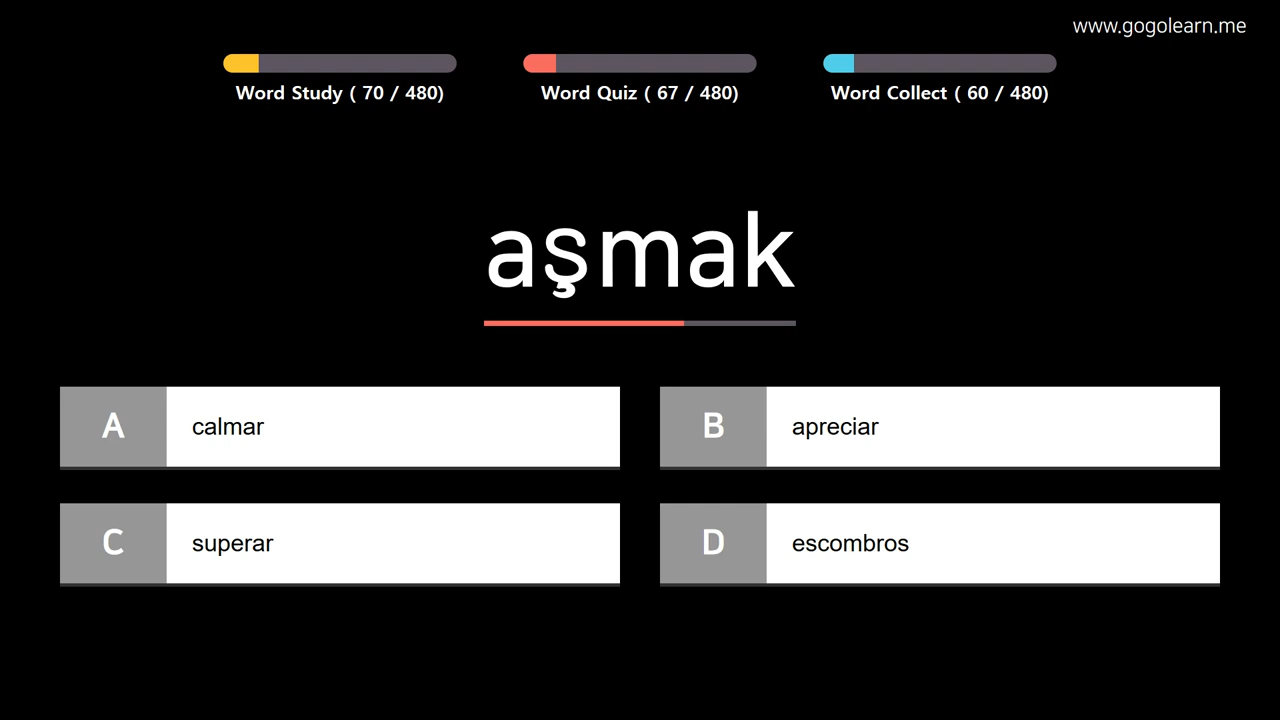 www.gogolearn.me
Word Study ( 70 / 480)
Word Quiz ( 67 / 480)
Word Collect ( 60 / 480)
aşmak
A
calmar
B
apreciar
C
superar
D
escombros